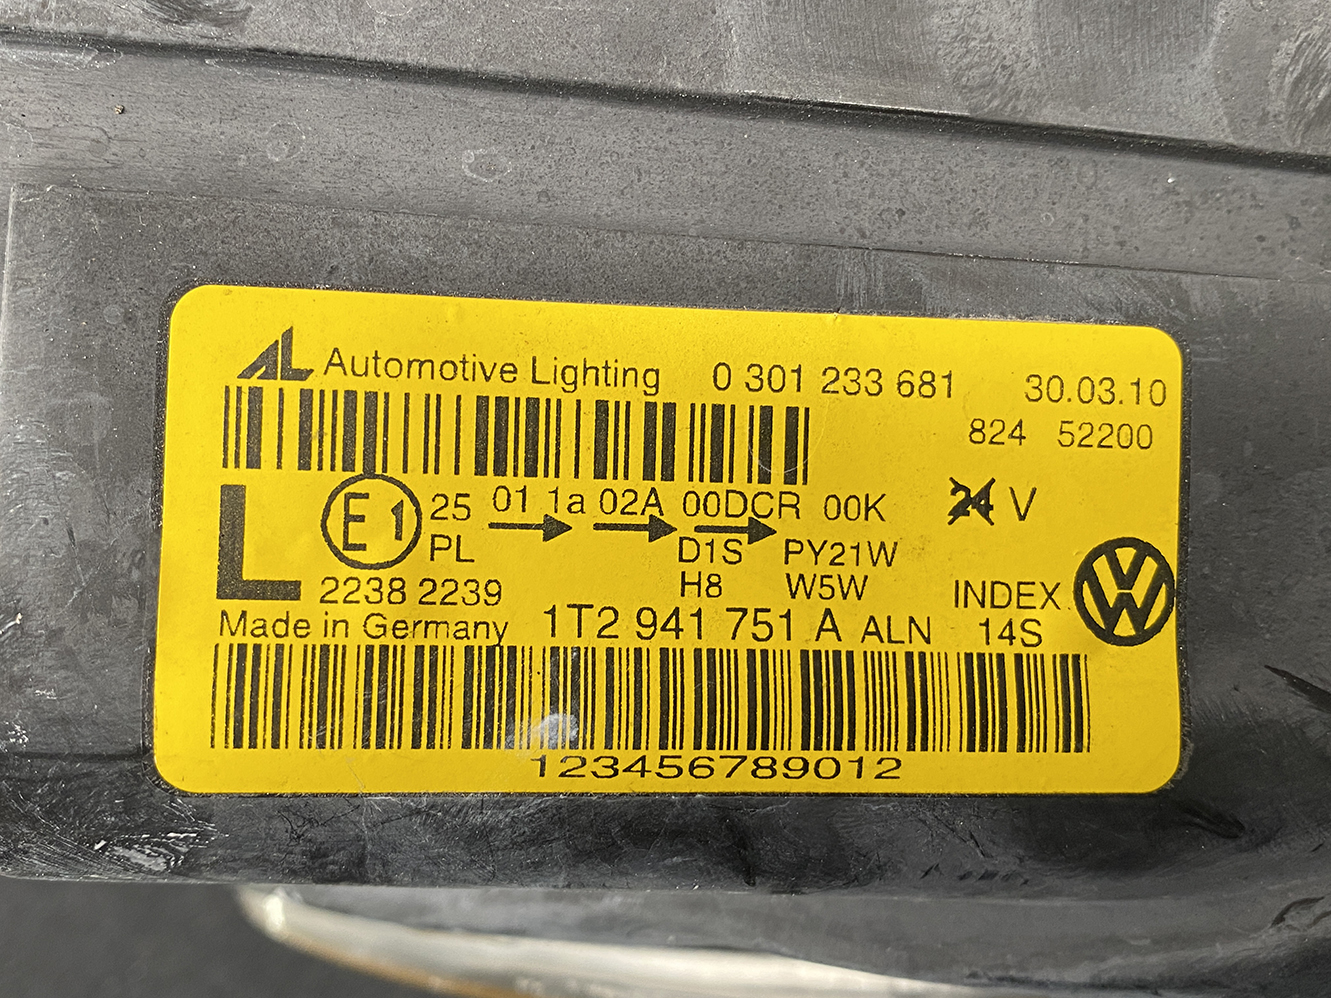 AL Automotive Lighting 0 301 233 681 30.03.10
824 52200
L E1 25 01 1a 02A 00DCR 00K 24 V
PL D1S PY21W
2238 2239 H8 W5W INDEX
Made in Germany 1T2 941 751 A ALN 14S
123456789012